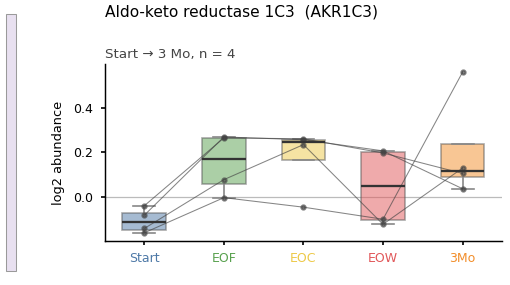 Aldo-keto reductase 1C3 (AKR1C3)
Start → 3 Mo, n = 4
log2 abundance
0.4
0.2
0.0
Start EOF EOC EOW 3Mo